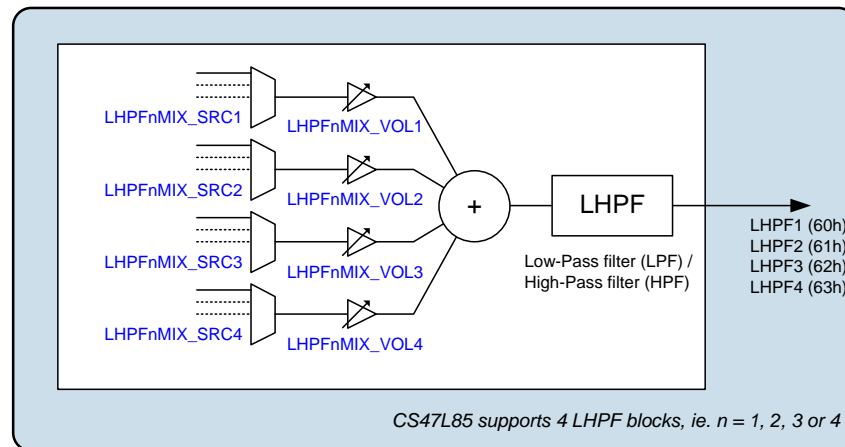 LHPFnMIX_SRC1
LHPFnMIX_VOL1
LHPFnMIX_SRC2
LHPFnMIX_VOL2
LHPFnMIX_SRC3
LHPFnMIX_VOL3
LHPFnMIX_SRC4
LHPFnMIX_VOL4
+
LHPF
Low-Pass filter (LPF) /
High-Pass filter (HPF)
LHPF1 (60h)
LHPF2 (61h)
LHPF3 (62h)
LHPF4 (63h)
CS47L85 supports 4 LHPF blocks, ie. n = 1, 2, 3 or 4